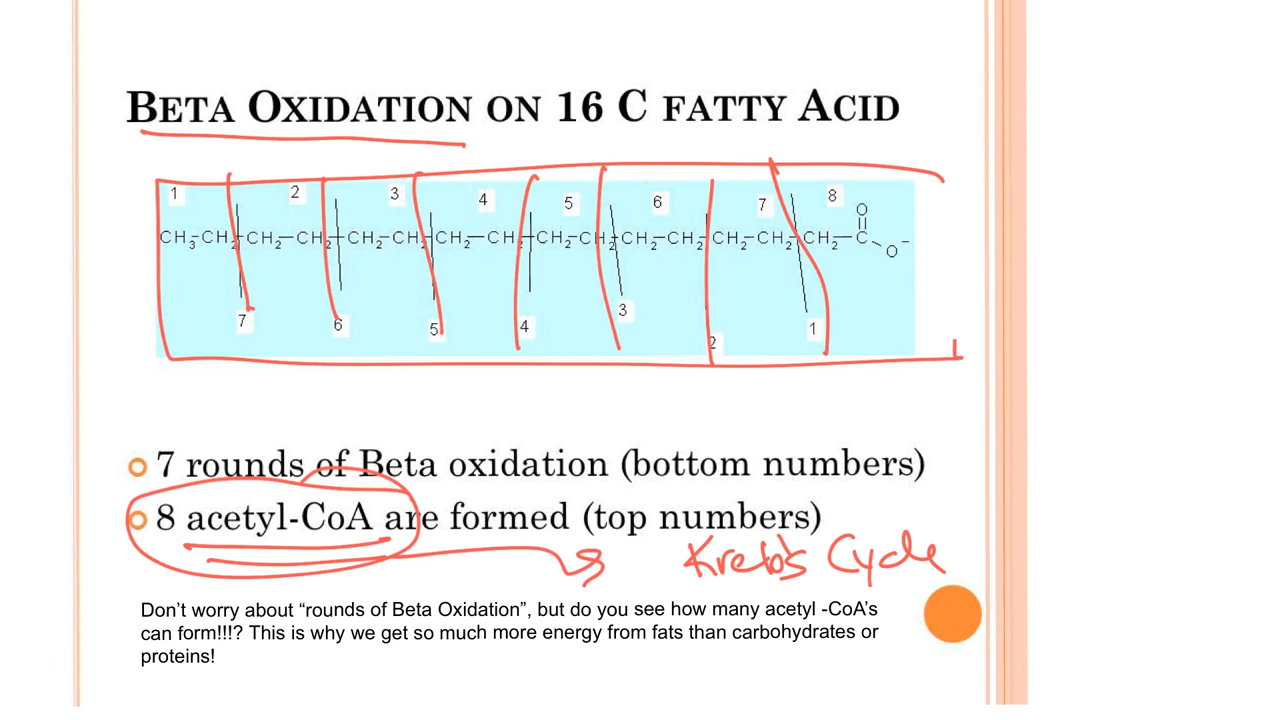 BETA OXIDATION ON 16 C FATTY ACID
1 2 3 4 5 6 7 8
O
CH3-CH2-CH2-CH2-CH2-CH2-CH2-CH2-CH2-CH2-CH2-CH2-CH2-CH2-CH2-C
O-
7 6 5 4 3 2 1
7 rounds of Beta oxidation (bottom numbers)
8 acetyl-CoA are formed (top numbers)
Kreb's Cycle
Don’t worry about “rounds of Beta Oxidation”, but do you see how many acetyl -CoA’s
can form!!!? This is why we get so much more energy from fats than carbohydrates or
proteins!